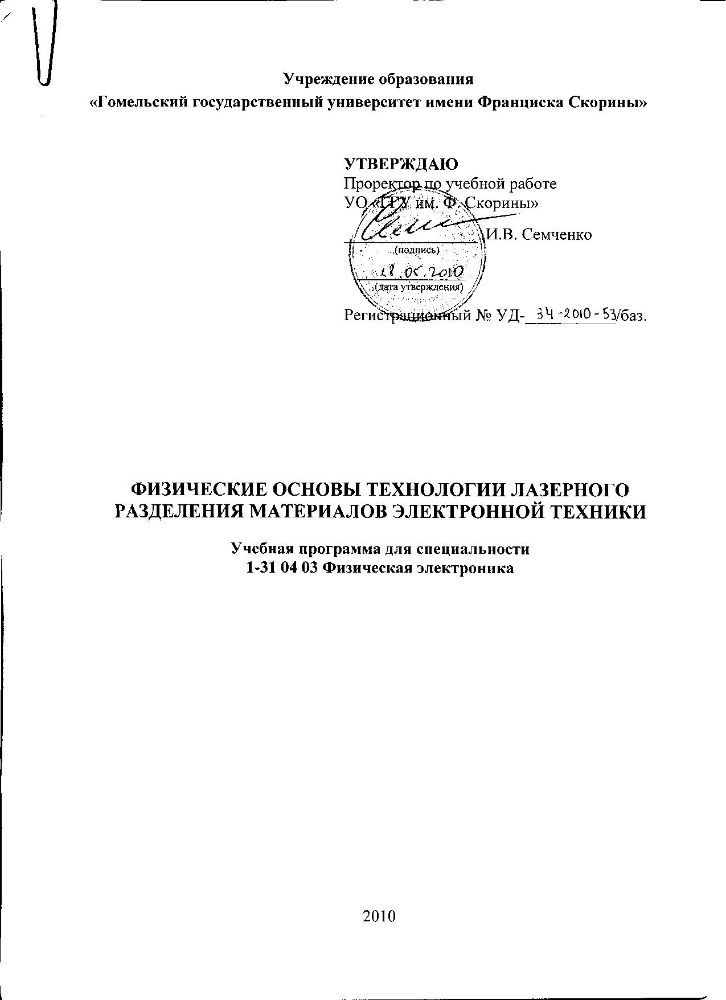 Учреждение образования
«Гомельский государственный университет имени Франциска Скорины»
УТВЕРЖДАЮ
Проректор по учебной работе
УО «ГГУ им. Ф. Скорины»
И.В. Семченко
(подпись)
.05.2010
(дата утверждения)
Регистрационный № УД- 34-2010-53/баз.
ФИЗИЧЕСКИЕ ОСНОВЫ ТЕХНОЛОГИИ ЛАЗЕРНОГО
РАЗДЕЛЕНИЯ МАТЕРИАЛОВ ЭЛЕКТРОННОЙ ТЕХНИКИ
Учебная программа для специальности
1-31 04 03 Физическая электроника
2010